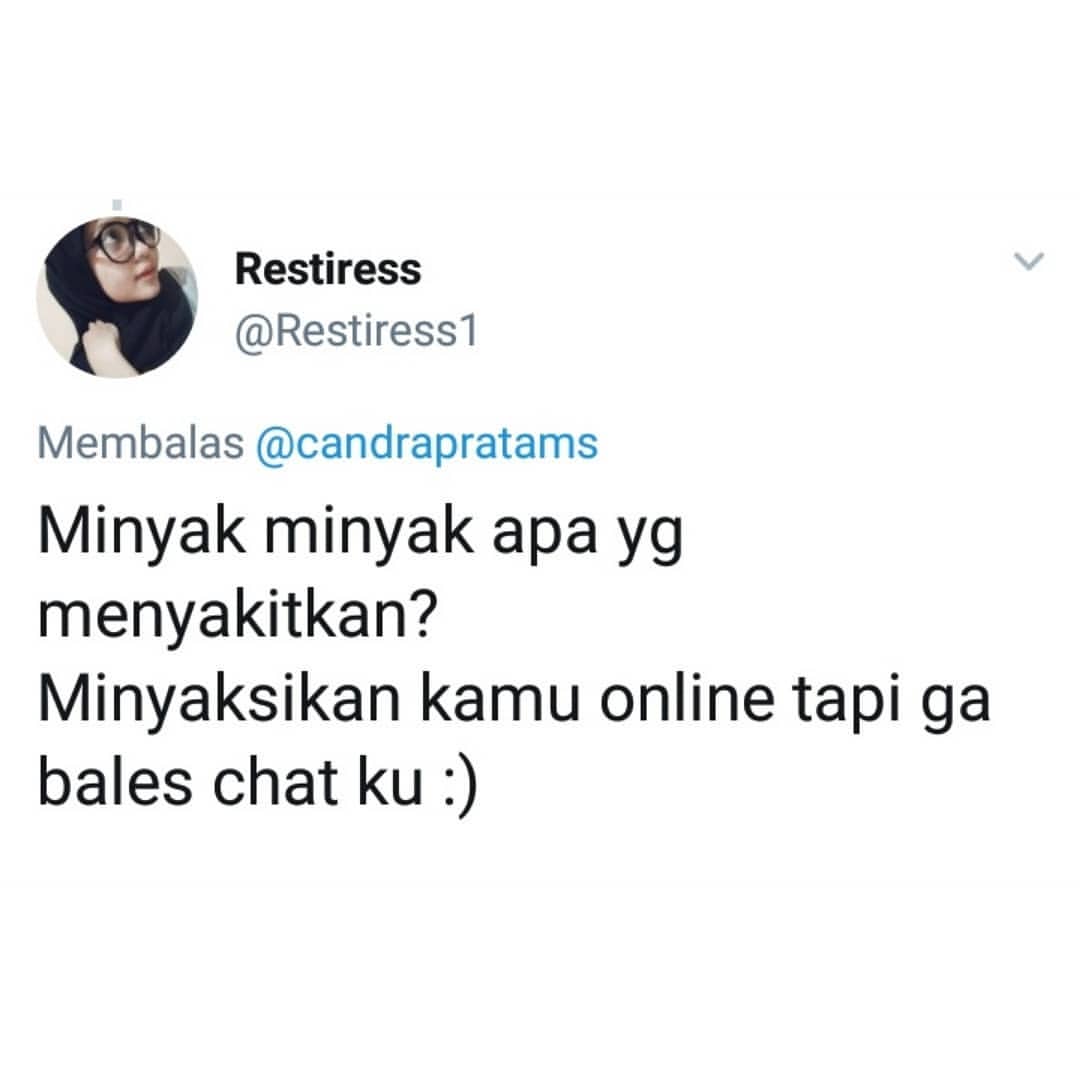 Restiress
@Restiress1
Membalas @candrapratams
Minyak minyak apa yg
menyakitkan?
Minyaksikan kamu online tapi ga
bales chat ku :)